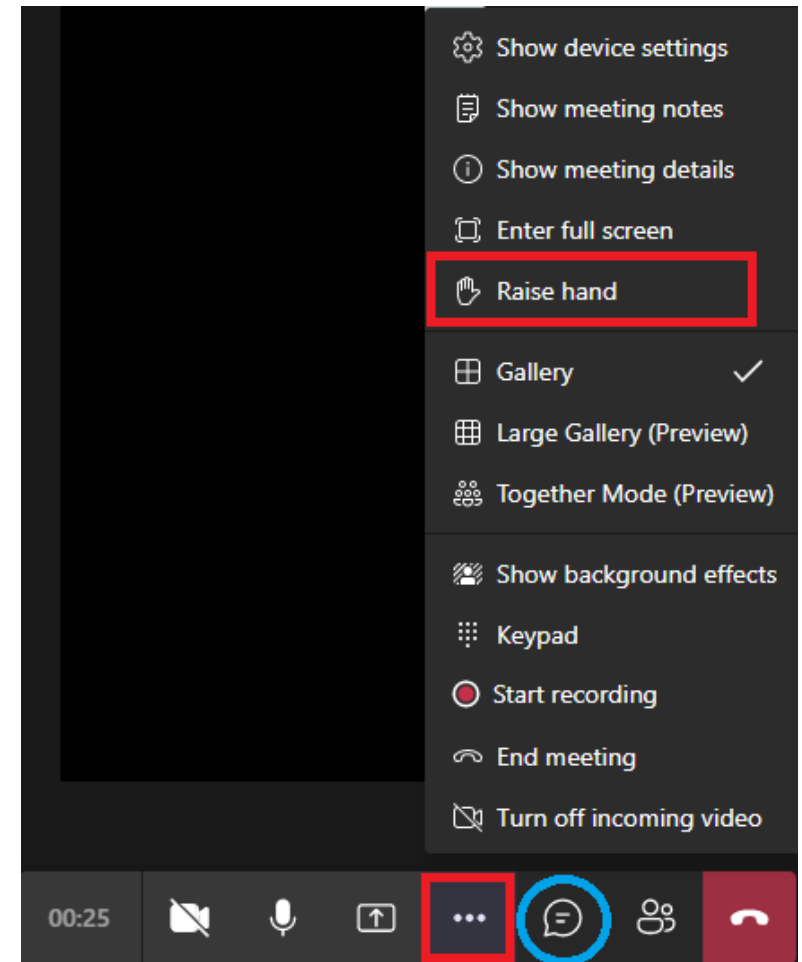 Show device settings
Show meeting notes
Show meeting details
Enter full screen
Raise hand
Gallery
Large Gallery (Preview)
Together Mode (Preview)
Show background effects
Keypad
Start recording
End meeting
Turn off incoming video
00:25